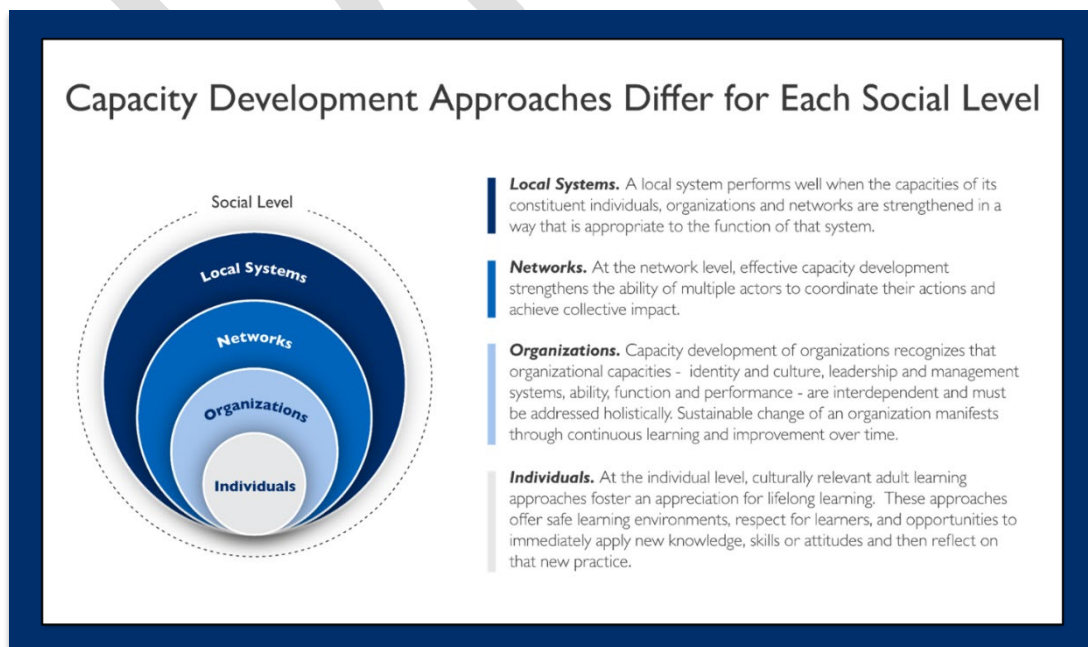 Capacity Development Approaches Differ for Each Social Level
Social Level
Local Systems
Networks
Organizations
Individuals
Local Systems. A local system performs well when the capacities of its
constituent individuals, organizations and networks are strengthened in a
way that is appropriate to the function of that system.
Networks. At the network level, effective capacity development
strengthens the ability of multiple actors to coordinate their actions and
achieve collective impact.
Organizations. Capacity development of organizations recognizes that
organizational capacities - identity and culture, leadership and management
systems, ability, function and performance - are interdependent and must
be addressed holistically. Sustainable change of an organization manifests
through continuous learning and improvement over time.
Individuals. At the individual level, culturally relevant adult learning
approaches foster an appreciation for lifelong learning. These approaches
offer safe learning environments, respect for learners, and opportunities to
immediately apply new knowledge, skills or attitudes and then reflect on
that new practice.